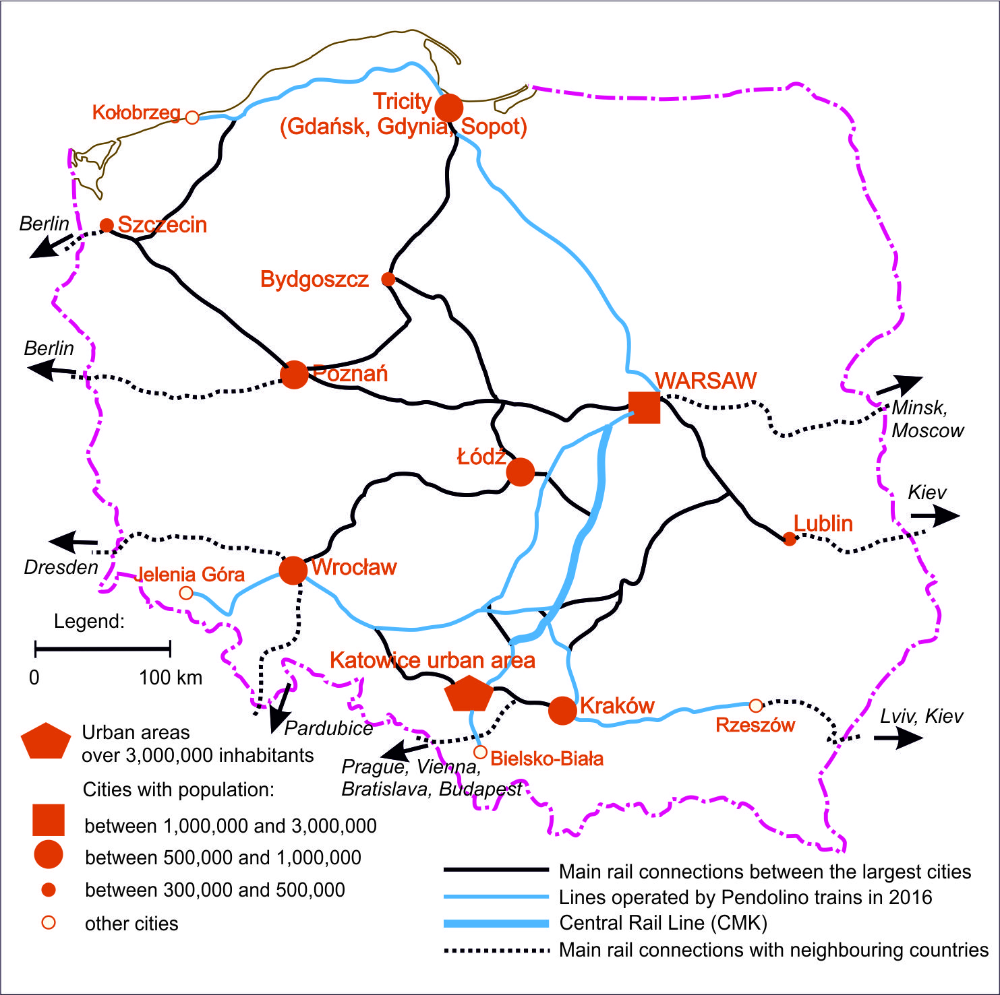 Kołobrzeg
Tricity
(Gdańsk, Gdynia, Sopot)
Berlin
Szczecin
Bydgoszcz
Berlin
Poznań
WARSAW
Minsk,
Moscow
Łódź
Kiev
Lublin
Dresden
Wrocław
Jelenia Góra
Legend:
0 100 km
Katowice urban area
Kraków
Rzeszów
Lviv, Kiev
Pardubice
Bielsko-Biała
Prague, Vienna,
Bratislava, Budapest
Urban areas
over 3,000,000 inhabitants
Cities with population:
between 1,000,000 and 3,000,000
between 500,000 and 1,000,000
between 300,000 and 500,000
other cities
Main rail connections between the largest cities
Lines operated by Pendolino trains in 2016
Central Rail Line (CMK)
Main rail connections with neighbouring countries